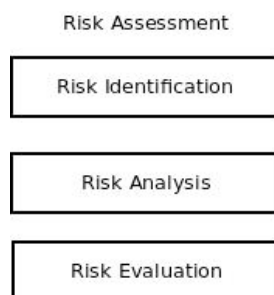 Risk Assessment
Risk Identification
Risk Analysis
Risk Evaluation